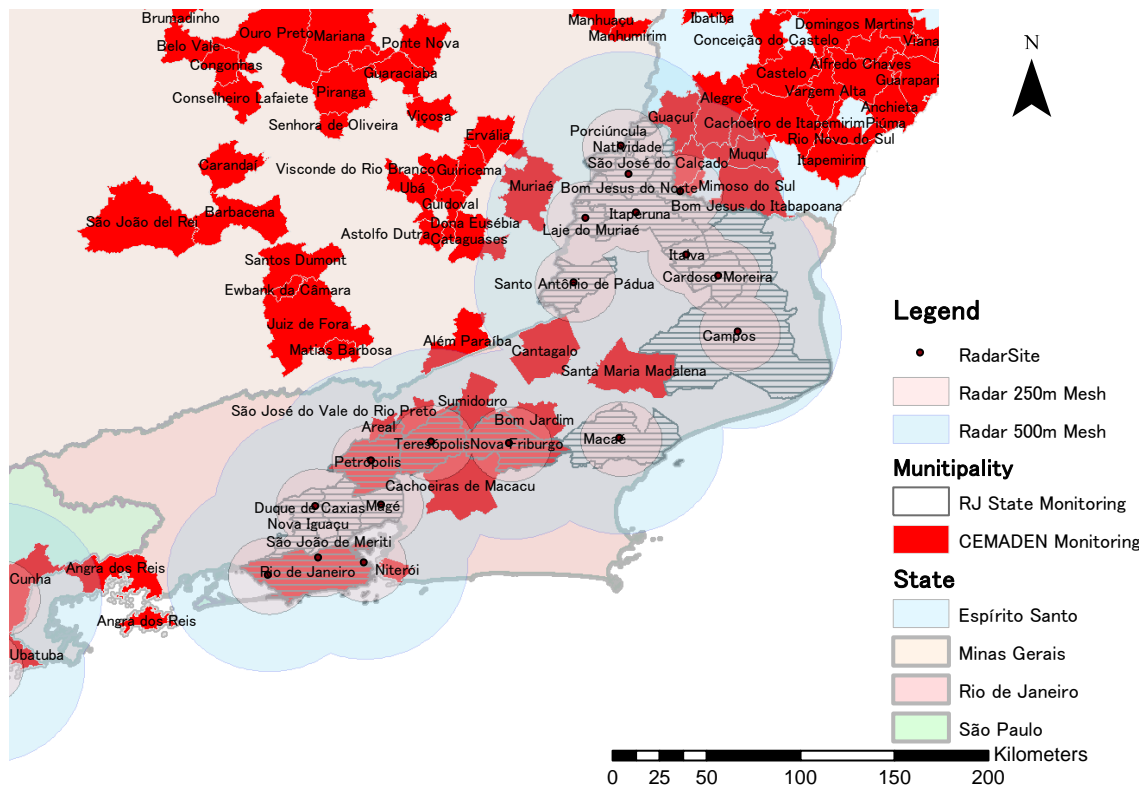 Brumadinho
Manhuaçu
Ibatiba
Ouro Preto
Mariana
Domingos Martins
Manhumirim
Belo Vale
Ponte Nova
Conceição do Castelo
Viana
Congonhas
Guaraciaba
Castelo
Alfredo Chaves
Guarapari
Conselheiro Lafaiete
Piranga
Alegre
Vargem Alta
Anchieta
Viçosa
Guaçuí
Cachoeiro de Itapemirim
Piúma
Senhora de Oliveira
Porciúncula
Ervália
Natividade
Rio Novo do Sul
Carandaí
Visconde do Rio Branco
Guiricema
São José do Calçado
Muqui
Itapemirim
Ubá
Muriaé
Bom Jesus do Norte
Mimoso do Sul
Guidoval
Bom Jesus do Itabapoana
São João del Rei
Barbacena
Dona Eusébia
Itaperuna
Astolfo Dutra
Cataguases
Laje do Muriaé
Santos Dumont
Italva
Ewbank da Câmara
Santo Antônio de Pádua
Cardoso Moreira
Juiz de Fora
Matias Barbosa
Além Paraíba
Cantagalo
Campos
Santa Maria Madalena
São José do Vale do Rio Preto
Sumidouro
Areal
Bom Jardim
Teresópolis
Nova Friburgo
Macaé
Petrópolis
Cachoeiras de Macacu
Duque de Caxias
Magé
Nova Iguaçu
São João de Meriti
Cunha
Angra dos Reis
Rio de Janeiro
Niterói
Angra dos Reis
Ubatuba
N
Legend
RadarSite
Radar 250m Mesh
Radar 500m Mesh
Munitipality
RJ State Monitoring
CEMADEN Monitoring
State
Espírito Santo
Minas Gerais
Rio de Janeiro
São Paulo
Kilometers
0 25 50 100 150 200